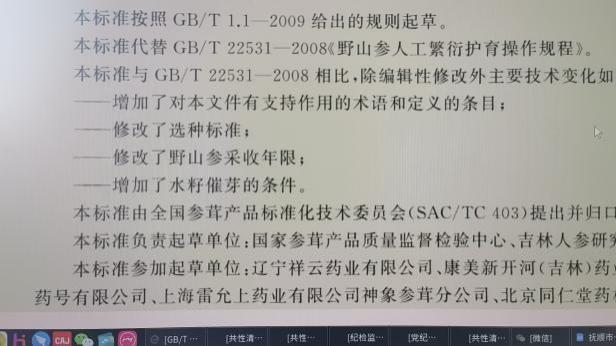 本标准按照 GB/T 1.1—2009 给出的规则起草。
本标准代替 GB/T 22531—2008《野山参人工繁衍护育操作规程》。
本标准与 GB/T 22531—2008 相比,除编辑性修改外主要技术变化如
——增加了对本文件有支持作用的术语和定义的条目;
——修改了选种标准;
——修改了野山参采收年限;
——增加了水籽催芽的条件。
本标准由全国参茸产品标准化技术委员会(SAC/TC 403)提出并归口
本标准负责起草单位:国家参茸产品质量监督检验中心、吉林人参研究
本标准参加起草单位:辽宁祥云药业有限公司、康美新开河(吉林)药
药号有限公司、上海雷允上药业有限公司神象参茸分公司、北京同仁堂药材
CAJ [GB/T… [共性清… [共性… [纪检监… [党纪… [共性清… [微信] 抚顺市